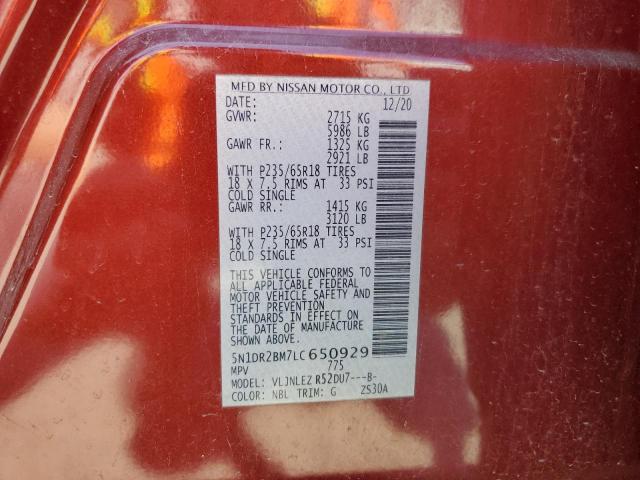 MFD BY NISSAN MOTOR CO., LTD
DATE: 12/20
GVWR: 2715 KG
5986 LB
GAWR FR.: 1325 KG
2921 LB
WITH P235/65R18 TIRES
18 X 7.5 RIMS AT 33 PSI
COLD SINGLE
GAWR RR.: 1415 KG
3120 LB
WITH P235/65R18 TIRES
18 X 7.5 RIMS AT 33 PSI
COLD SINGLE
THIS VEHICLE CONFORMS TO
ALL APPLICABLE FEDERAL
MOTOR VEHICLE SAFETY AND
THEFT PREVENTION
STANDARDS IN EFFECT ON
THE DATE OF MANUFACTURE
SHOWN ABOVE.
5N1DR2BM7LC650929
MPV 775
MODEL: VLJNLEZ R52DU7---B-
COLOR: NBL TRIM: G ZS30A